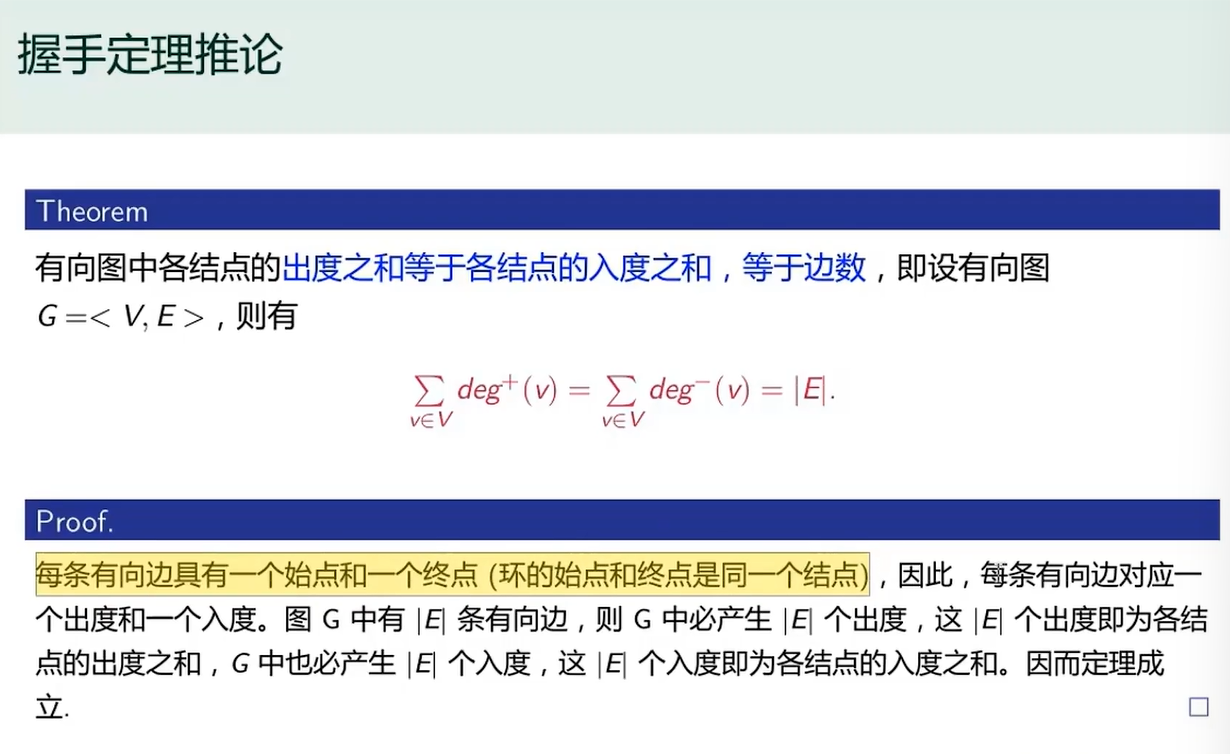 握手定理推论
Theorem
有向图中各结点的出度之和等于各结点的入度之和，等于边数，即设有向图
G =< V, E >，则有
∑ deg⁺(v) = ∑ deg⁻(v) = |E|.
v∈V v∈V
Proof.
每条有向边具有一个始点和一个终点 (环的始点和终点是同一个结点)，因此，每条有向边对应一
个出度和一个入度。图 G 中有 |E| 条有向边，则 G 中必产生 |E| 个出度，这 |E| 个出度即为各结
点的出度之和，G 中也必产生 |E| 个入度，这 |E| 个入度即为各结点的入度之和。因而定理成
立.